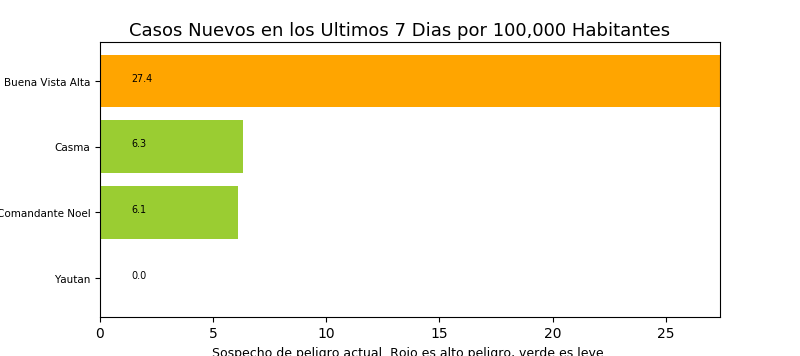 Casos Nuevos en los Ultimos 7 Dias por 100,000 Habitantes
Buena Vista Alta
27.4
Casma
6.3
Comandante Noel
6.1
Yautan
0.0
0 5 10 15 20 25
Sospecho de peligro actual. Rojo es alto peligro, verde es leve